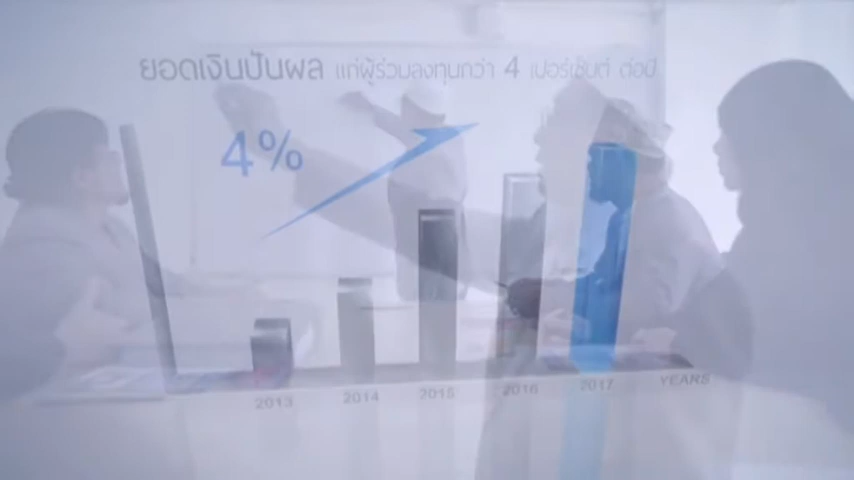 ยอดเงินปันผล แก่ผู้ร่วมลงทุนกว่า 4 เปอร์เซ็นต์ ต่อปี
4%
2013 2014 2015 2016 2017 YEARS